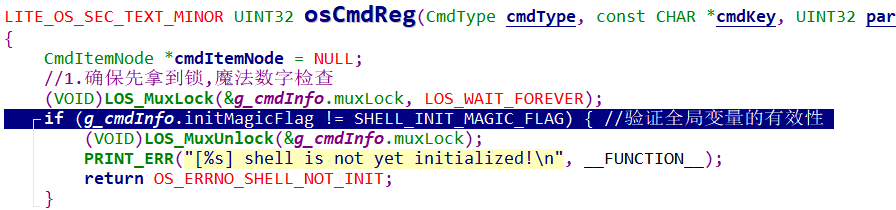 LITE_OS_SEC_TEXT_MINOR UINT32 osCmdReg(CmdType cmdType, const CHAR *cmdKey, UINT32 par
{
    CmdItemNode *cmdItemNode = NULL;
    //1.确保先拿到锁,魔法数字检查
    (VOID)LOS_MuxLock(&g_cmdInfo.muxLock, LOS_WAIT_FOREVER);
    if (g_cmdInfo.initMagicFlag != SHELL_INIT_MAGIC_FLAG) { //验证全局变量的有效性
        (VOID)LOS_MuxUnlock(&g_cmdInfo.muxLock);
        PRINT_ERR("[%s] shell is not yet initialized!\n", __FUNCTION__);
        return OS_ERRNO_SHELL_NOT_INIT;
    }